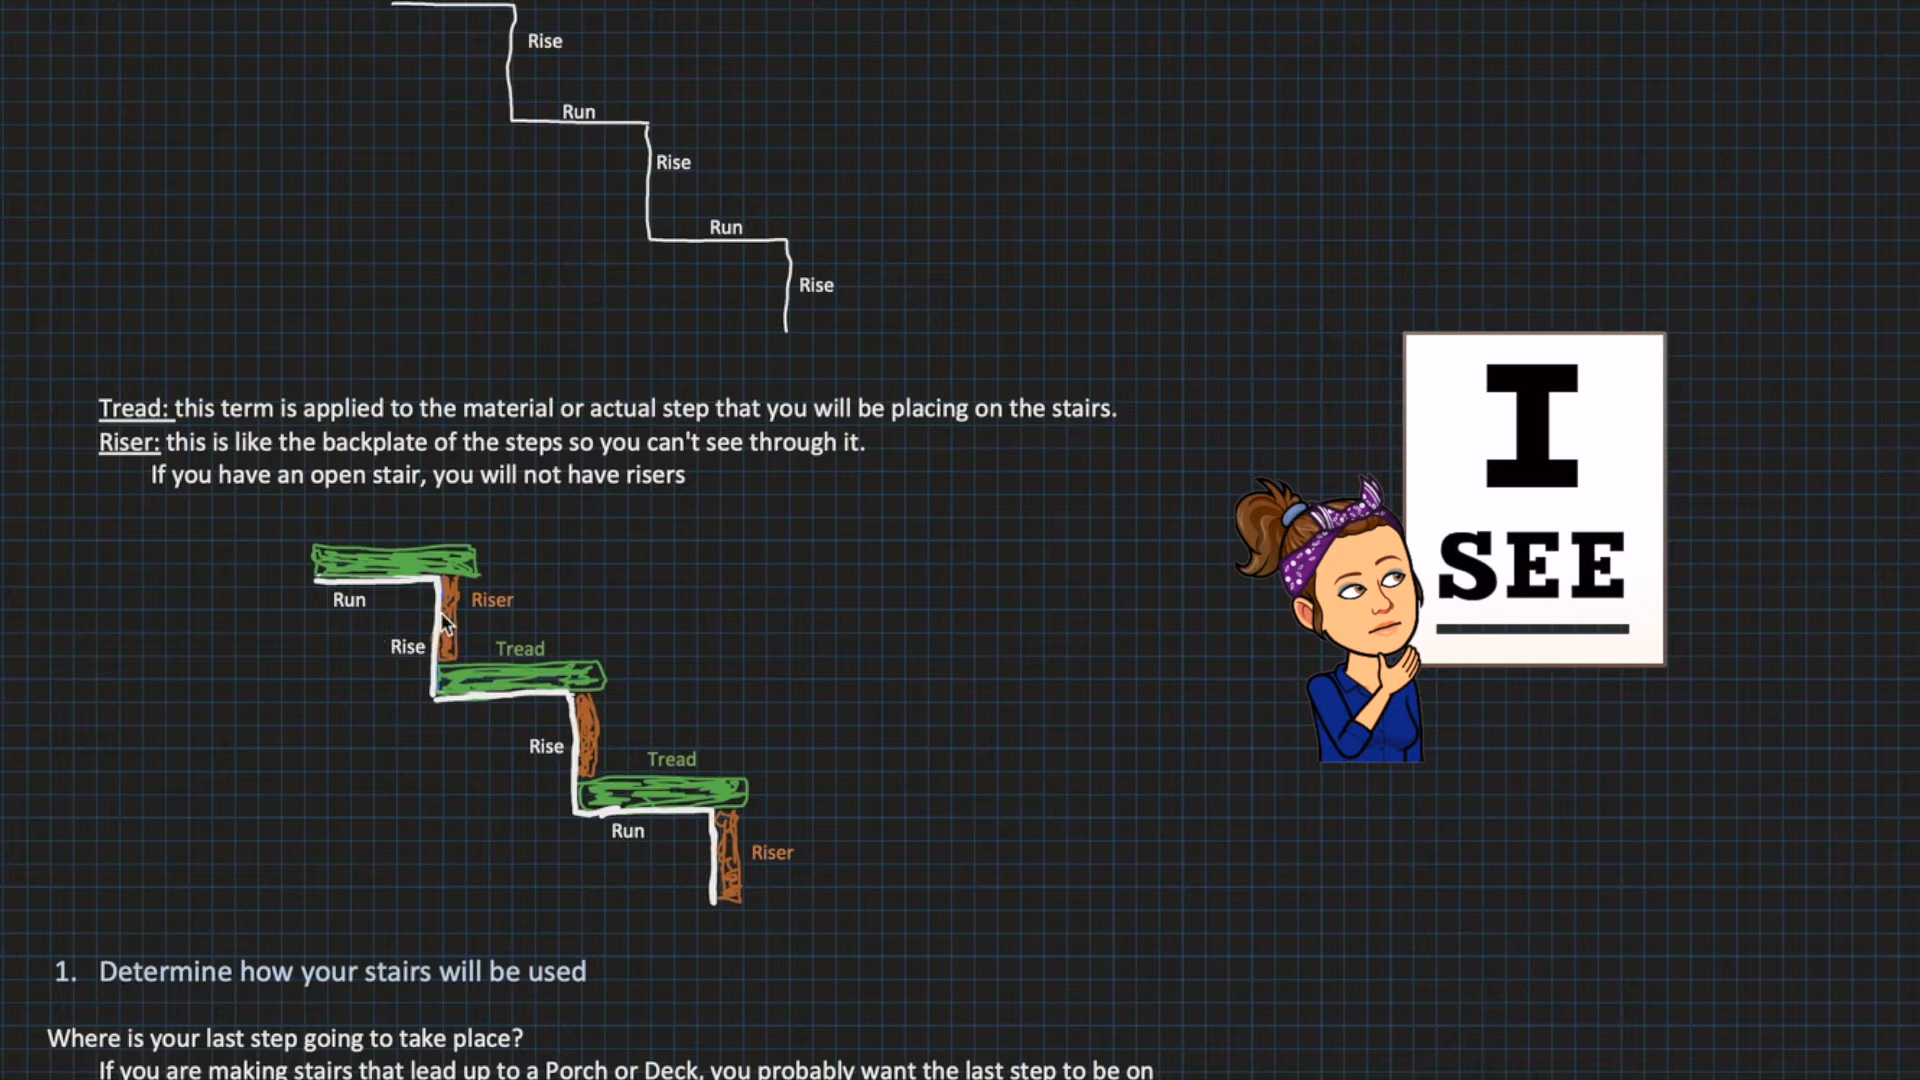 Rise
Run
Rise
Run
Rise
Tread: this term is applied to the material or actual step that you will be placing on the stairs.
Riser: this is like the backplate of the steps so you can't see through it.
If you have an open stair, you will not have risers
I
SEE
Run
Riser
Rise
Tread
Rise
Tread
Run
Riser
1. Determine how your stairs will be used
Where is your last step going to take place?
If you are making stairs that lead up to a Porch or Deck, you probably want the last step to be on